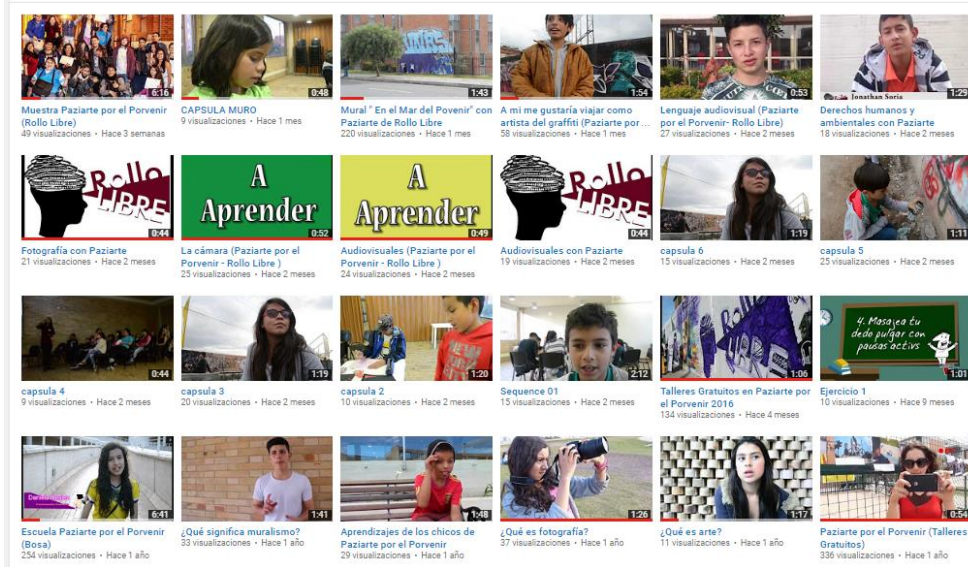 6:16
0:48
1:43
1:54
0:53
Jonathan Soria
1:29
Muestra Paziarte por el Porvenir
(Rollo Libre)
49 visualizaciones • Hace 3 semanas
CAPSULA MURO
9 visualizaciones • Hace 1 mes
Mural " En el Mar del Povenir" con
Paziarte de Rollo Libre
220 visualizaciones • Hace 1 mes
A mi me gustaría viajar como
artista del graffiti (Paziarte por ...
58 visualizaciones • Hace 1 mes
Lenguaje audiovisual (Paziarte
por el Porvenir- Rollo Libre)
27 visualizaciones • Hace 2 meses
Derechos humanos y
ambientales con Paziarte
18 visualizaciones • Hace 2 meses
Rollo
LIBRE
0:44
A
Aprender
0:52
A
Aprender
0:49
Rollo
LIBRE
0:44
1:19
1:11
Fotografía con Paziarte
21 visualizaciones • Hace 2 meses
La cámara (Paziarte por el
Porvenir - Rollo Libre )
25 visualizaciones • Hace 2 meses
Audiovisuales (Paziarte por el
Porvenir - Rollo Libre )
24 visualizaciones • Hace 2 meses
Audiovisuales con Paziarte
19 visualizaciones • Hace 2 meses
capsula 6
15 visualizaciones • Hace 2 meses
capsula 5
25 visualizaciones • Hace 2 meses
0:44
1:19
1:20
2:12
Rollo
1:06
4. Masajea tu
dedo pulgar con
pausas activs
1:01
capsula 4
9 visualizaciones • Hace 2 meses
capsula 3
20 visualizaciones • Hace 2 meses
capsula 2
10 visualizaciones • Hace 2 meses
Sequence 01
15 visualizaciones • Hace 2 meses
Talleres Gratuitos en Paziarte por
el Porvenir 2016
134 visualizaciones • Hace 4 meses
Ejercicio 1
10 visualizaciones • Hace 9 meses
6:41
1:41
1:48
1:26
1:17
0:54
Escuela Paziarte por el Porvenir
(Bosa)
254 visualizaciones • Hace 1 año
¿Qué significa muralismo?
33 visualizaciones • Hace 1 año
Aprendizajes de los chicos de
Paziarte por el Porvenir
29 visualizaciones • Hace 1 año
¿Qué es fotografía?
37 visualizaciones • Hace 1 año
¿Qué es arte?
11 visualizaciones • Hace 1 año
Paziarte por el Porvenir (Talleres
Gratuitos)
336 visualizaciones • Hace 1 año